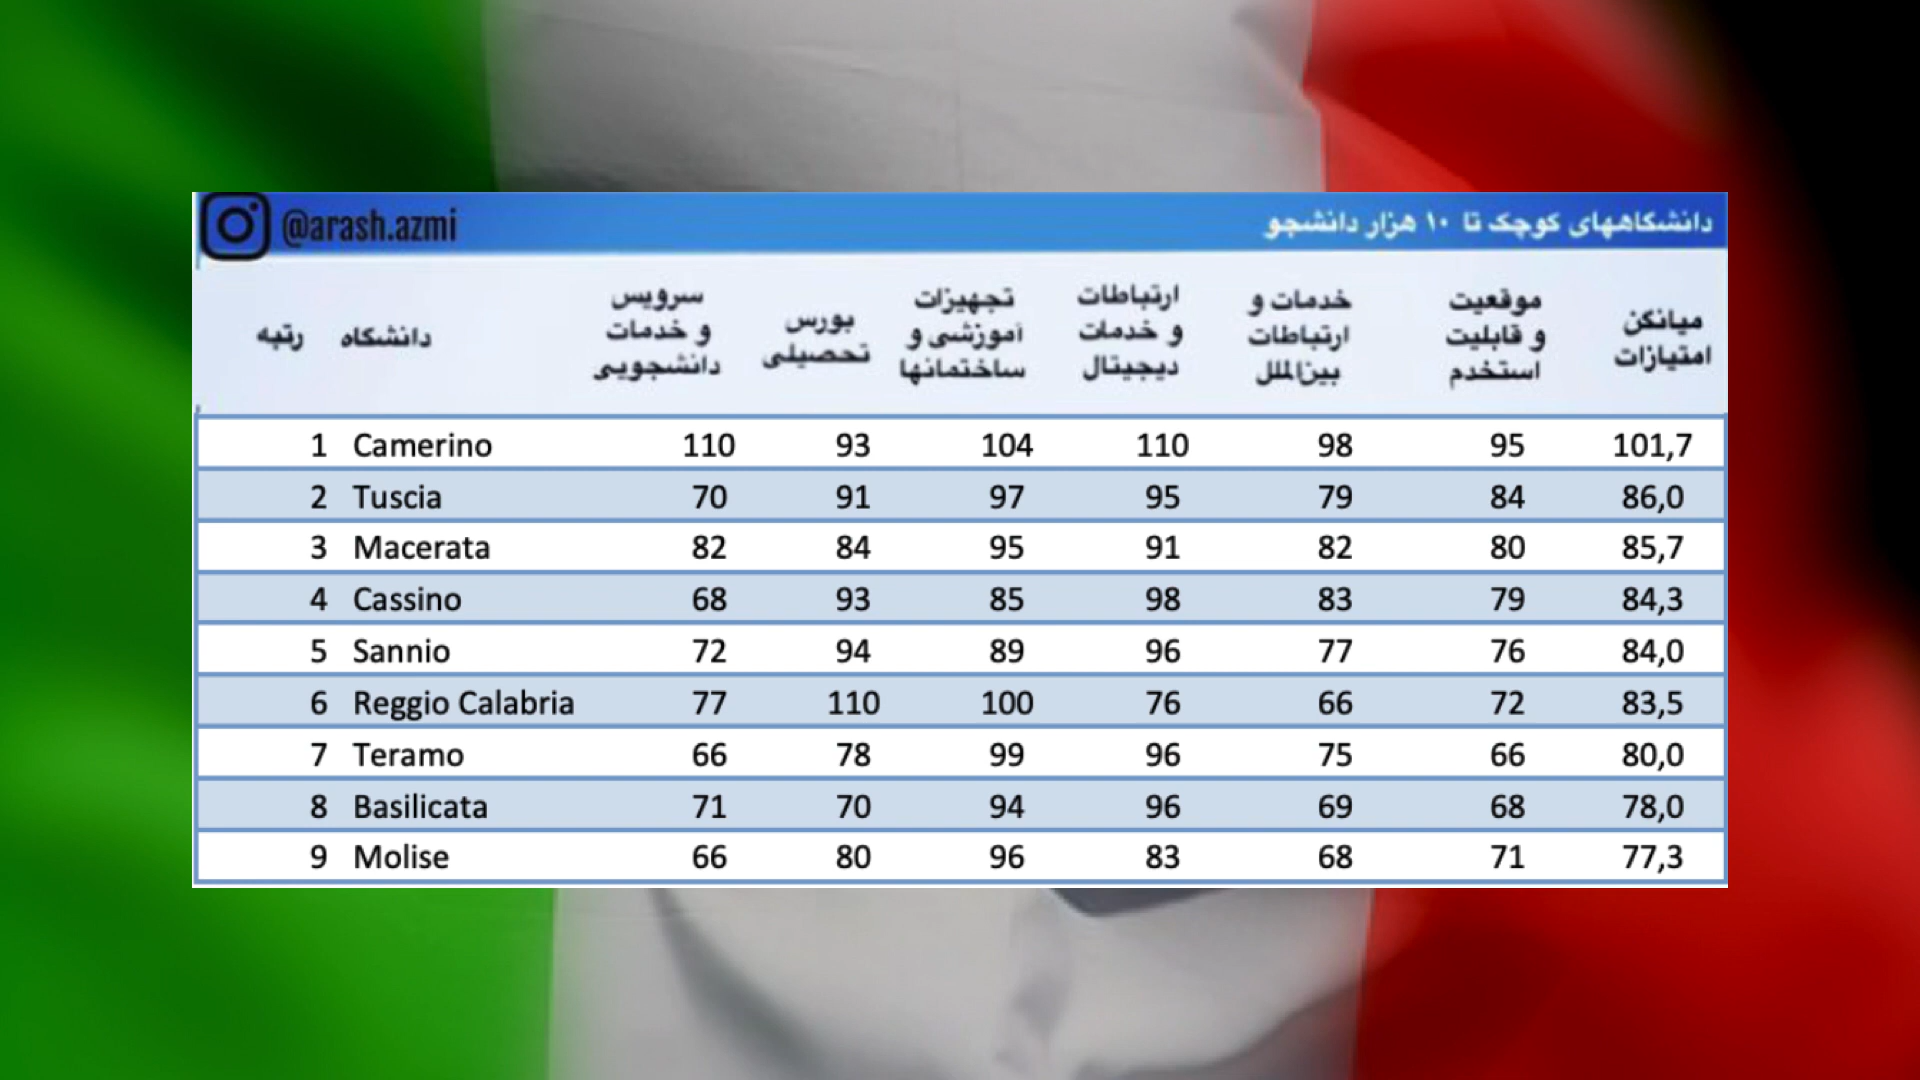 @arash.azmi
دانشگاههای کوچک تا ۱۰ هزار دانشجو
رتبه دانشگاه سرویس و خدمات دانشجویی بورس تحصیلی تجهیزات آموزشی و ساختمانها ارتباطات و خدمات دیجیتال خدمات و ارتباطات بین‌الملل موقعیت و قابلیت استخدم میانگن امتیازات
1 Camerino 110 93 104 110 98 95 101,7
2 Tuscia 70 91 97 95 79 84 86,0
3 Macerata 82 84 95 91 82 80 85,7
4 Cassino 68 93 85 98 83 79 84,3
5 Sannio 72 94 89 96 77 76 84,0
6 Reggio Calabria 77 110 100 76 66 72 83,5
7 Teramo 66 78 99 96 75 66 80,0
8 Basilicata 71 70 94 96 69 68 78,0
9 Molise 66 80 96 83 68 71 77,3